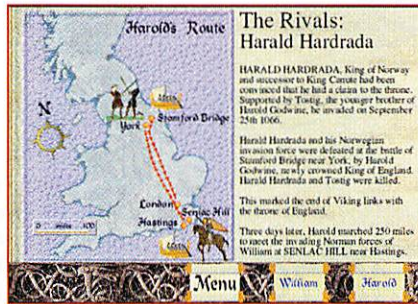 Harold's Route
N
York
Stamford Bridge
London
Senlac Hill
Hastings
0 miles 100
The Rivals:
Harald Hardrada
HARALD HARDRADA, King of Norway
and successor to King Canute had been
convinced that he had a claim to the throne.
Supported by Tostig, the younger brother of
Harold Godwine, he invaded on September
25th 1066.
Harald Hardrada and his Norwegian
invasion force were defeated at the battle of
Stamford Bridge near York, by Harold
Godwine, newly crowned King of England.
Harald Hardrada and Tostig were killed.
This marked the end of Viking links with
the throne of England.
Three days later, Harold marched 250 miles
to meet the invading Norman forces of
William at SENLAC HILL near Hastings.
Menu
William
Harold